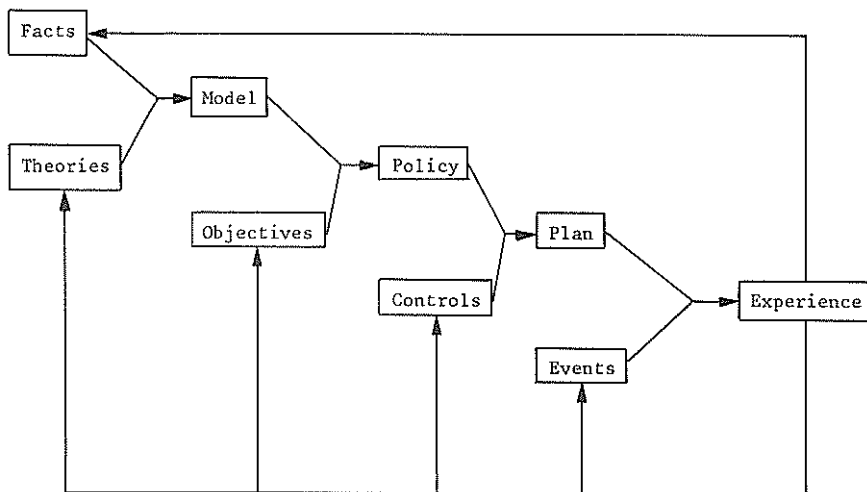 Facts
Model
Theories
Policy
Objectives
Plan
Controls
Experience
Events